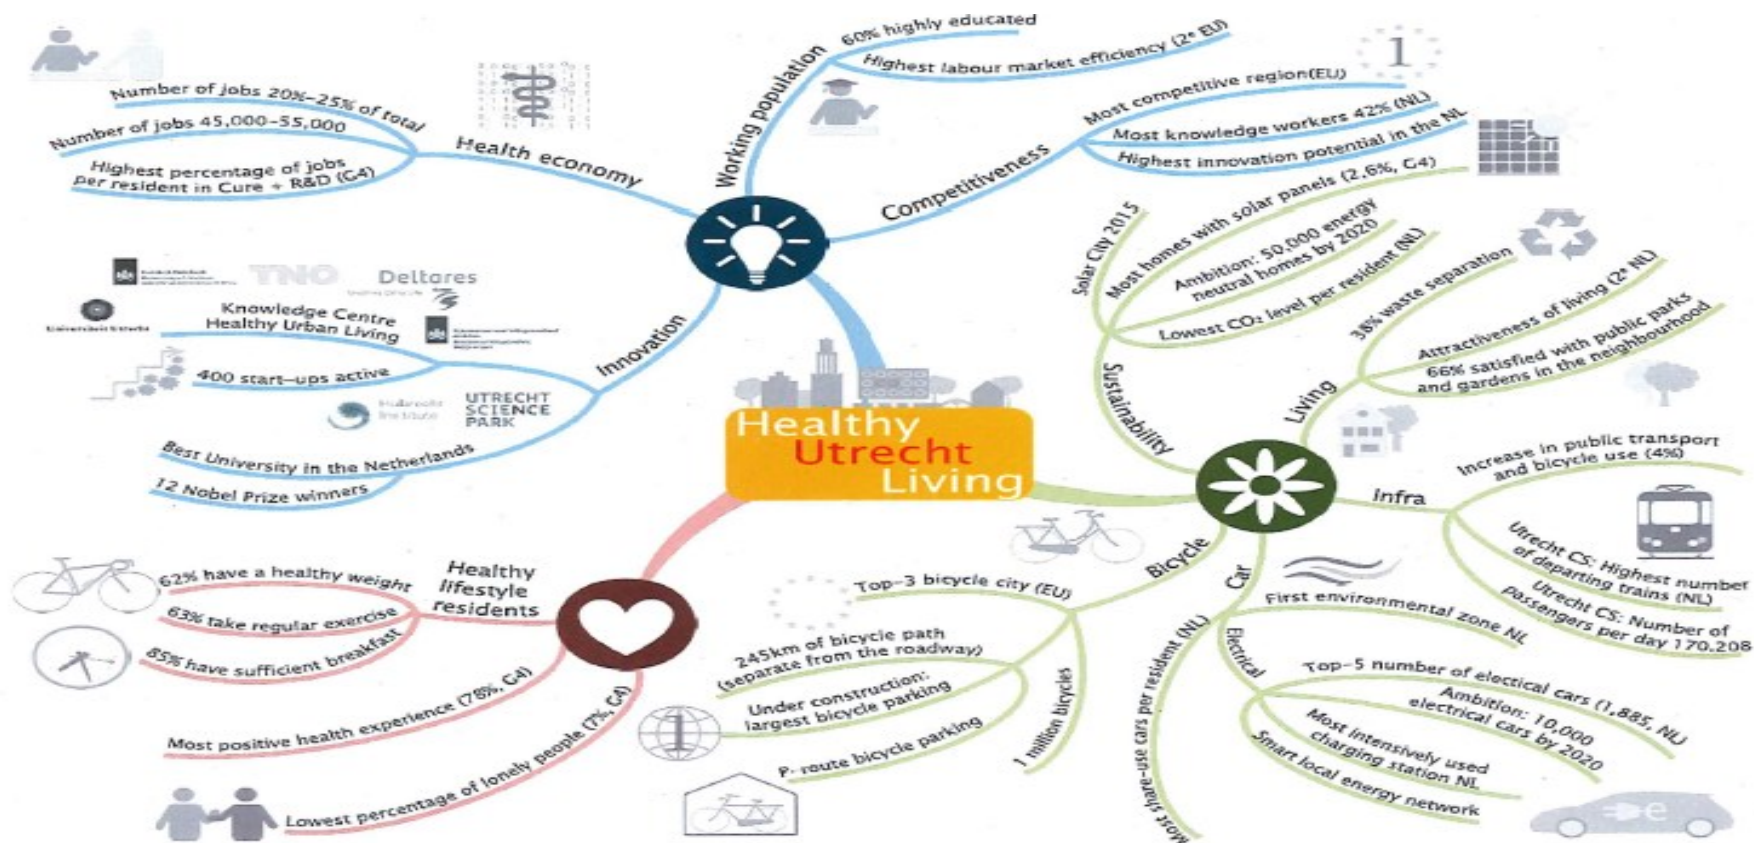 Healthy
Utrecht
Living
Working population
60% highly educated
Highest labour market efficiency (2e EU)
Competitiveness
Most competitive region(EU)
1
Most knowledge workers 42% (NL)
Highest innovation potential in the NL
Health economy
Number of jobs 20%-25% of total
Number of jobs 45,000-55,000
Highest percentage of jobs
per resident in Cure + R&D (G4)
Innovation
TNO
Deltares
Knowledge Centre
Healthy Urban Living
400 start-ups active
Hubrecht
Institute
UTRECHT
SCIENCE
PARK
Best University in the Netherlands
12 Nobel Prize winners
Sustainability
Solar City 2015
Most homes with solar panels (2.6%, G4)
Ambition: 50,000 energy
neutral homes by 2020
Lowest CO₂ level per resident (NL)
Living
38% waste separation
Attractiveness of living (2e NL)
66% satisfied with public parks
and gardens in the neighbourhood
Infra
Increase in public transport
and bicycle use (4%)
Utrecht CS: Highest number
of departing trains (NL)
Utrecht CS: Number of
passengers per day 170.208
Car
First environmental zone NL
Electrical
Top-5 number of electical cars (1,885, NL)
Ambition: 10,000
electrical cars by 2020
Most intensively used
charging station NL
Smart local energy network
e
Most share-use cars per resident (NL)
Bicycle
Top-3 bicycle city (EU)
245km of bicycle path
(separate from the roadway)
Under construction:
largest bicycle parking
1
P-route bicycle parking
1 million bicycles
Healthy
lifestyle
residents
62% have a healthy weight
63% take regular exercise
85% have sufficient breakfast
Most positive health experience (78%, G4)
Lowest percentage of lonely people (7%, G4)